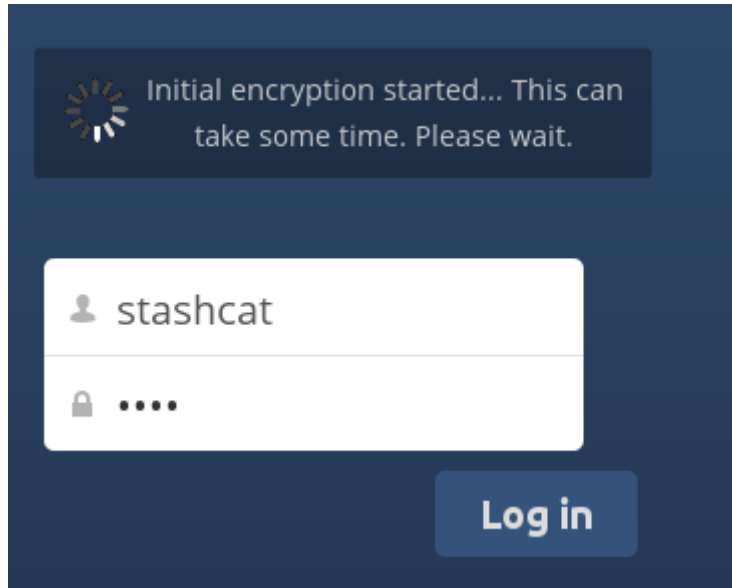 Initial encryption started... This can
take some time. Please wait.
stashcat
••••
Log in